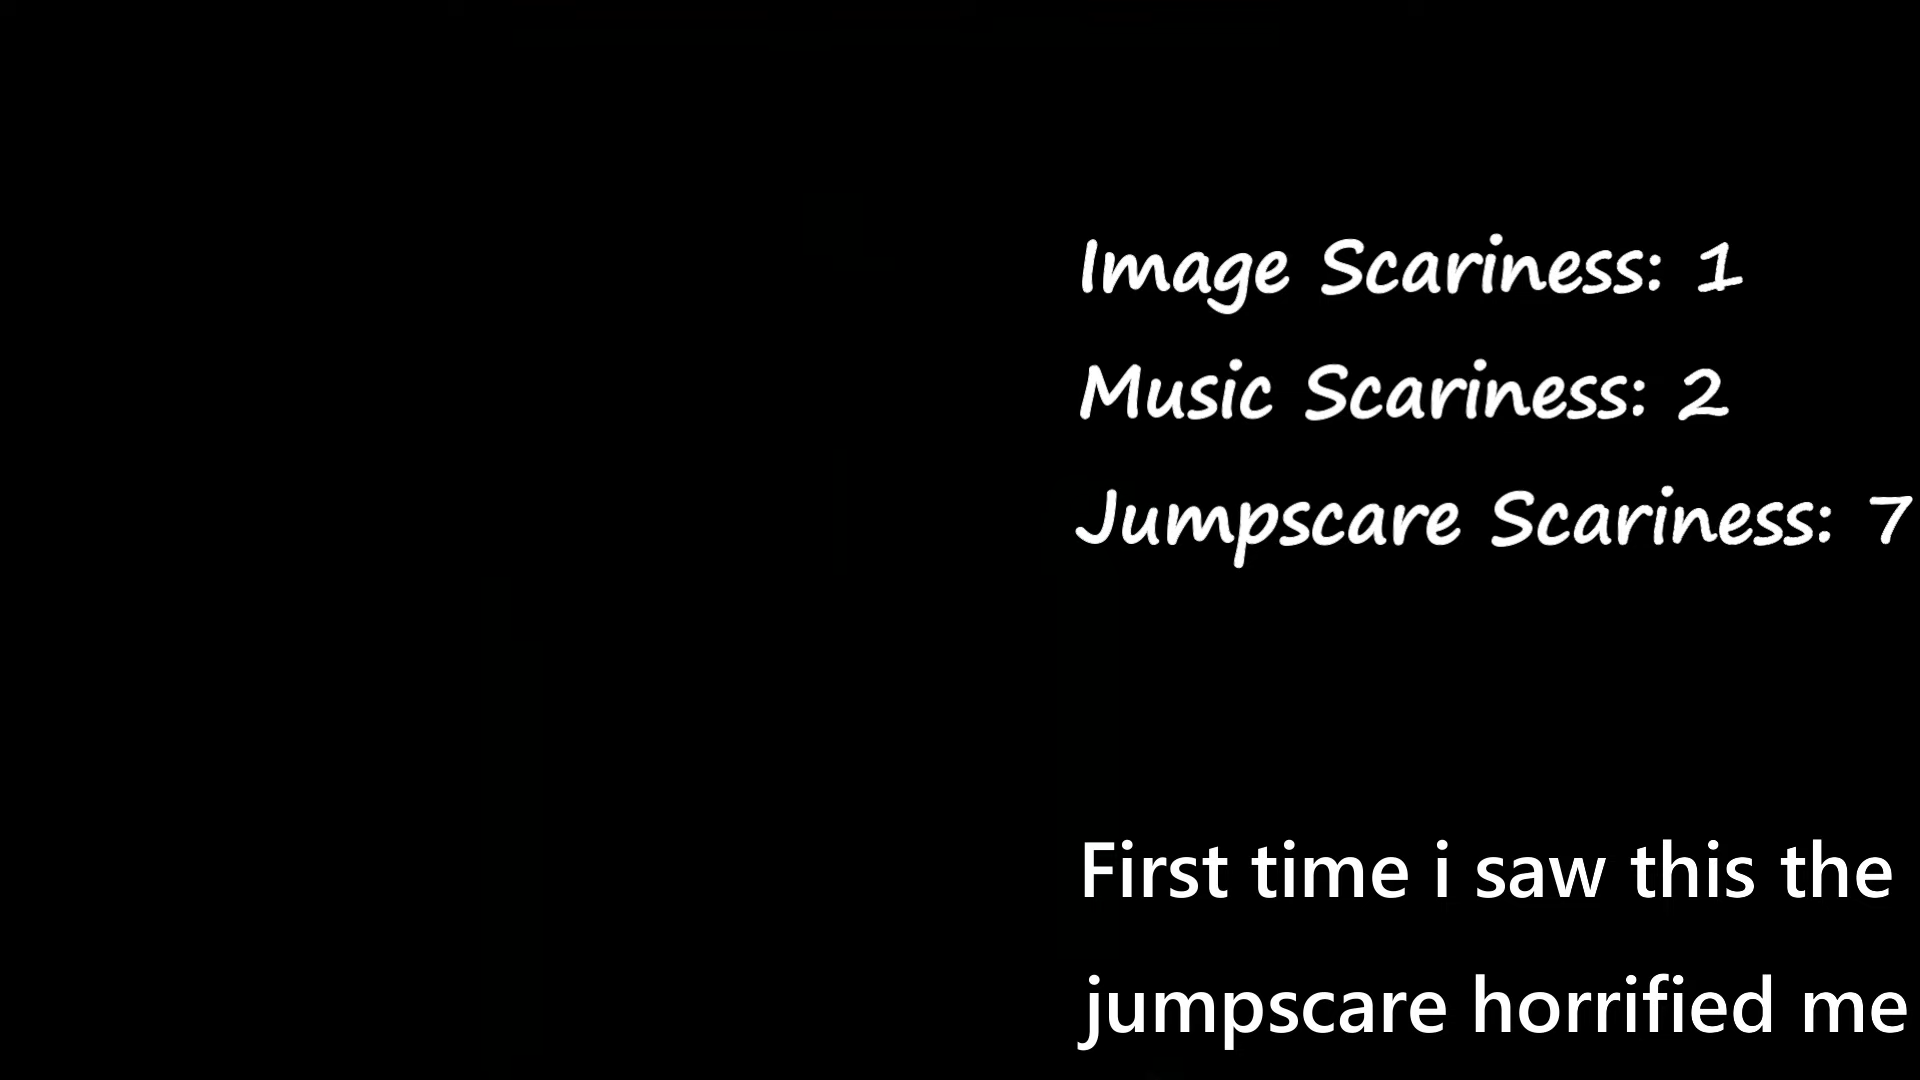 Image Scariness: 1
Music Scariness: 2
Jumpscare Scariness: 7
First time i saw this the
jumpscare horrified me